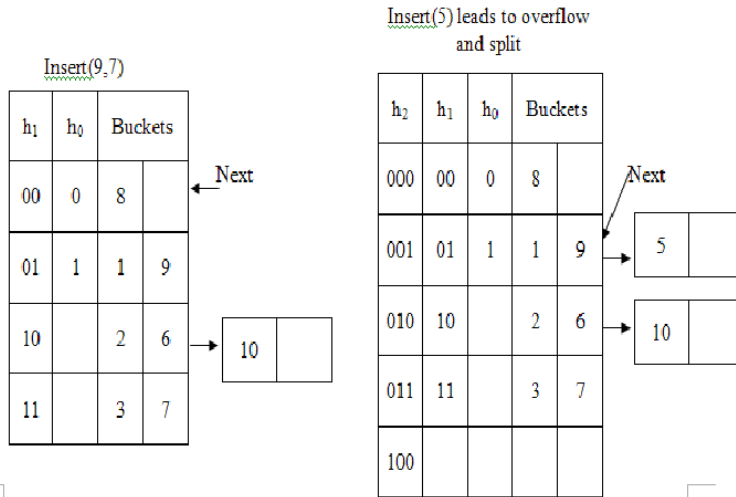 Insert(9,7)
h1 h0 Buckets
00 0 8
01 1 1 9
10 2 6
11 3 7
Next
10
Insert(5) leads to overflow
and split
h2 h1 h0 Buckets
000 00 0 8
001 01 1 1 9
010 10 2 6
011 11 3 7
100
Next
5
10